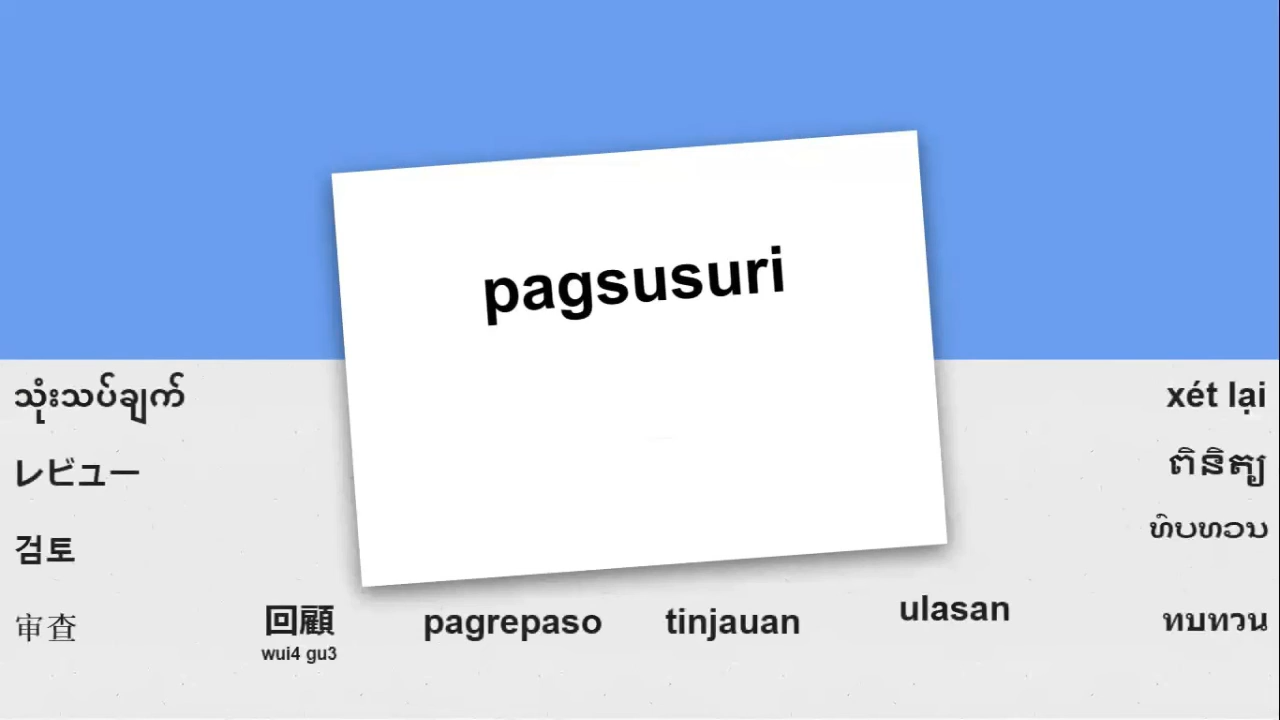 pagsusuri
သုံးသပ်ချက်
xét lại
レビュー
ពិនិត្យ
ທົບທວນ
검토
审查
回顧
wui4 gu3
pagrepaso
tinjauan
ulasan
ทบทวน